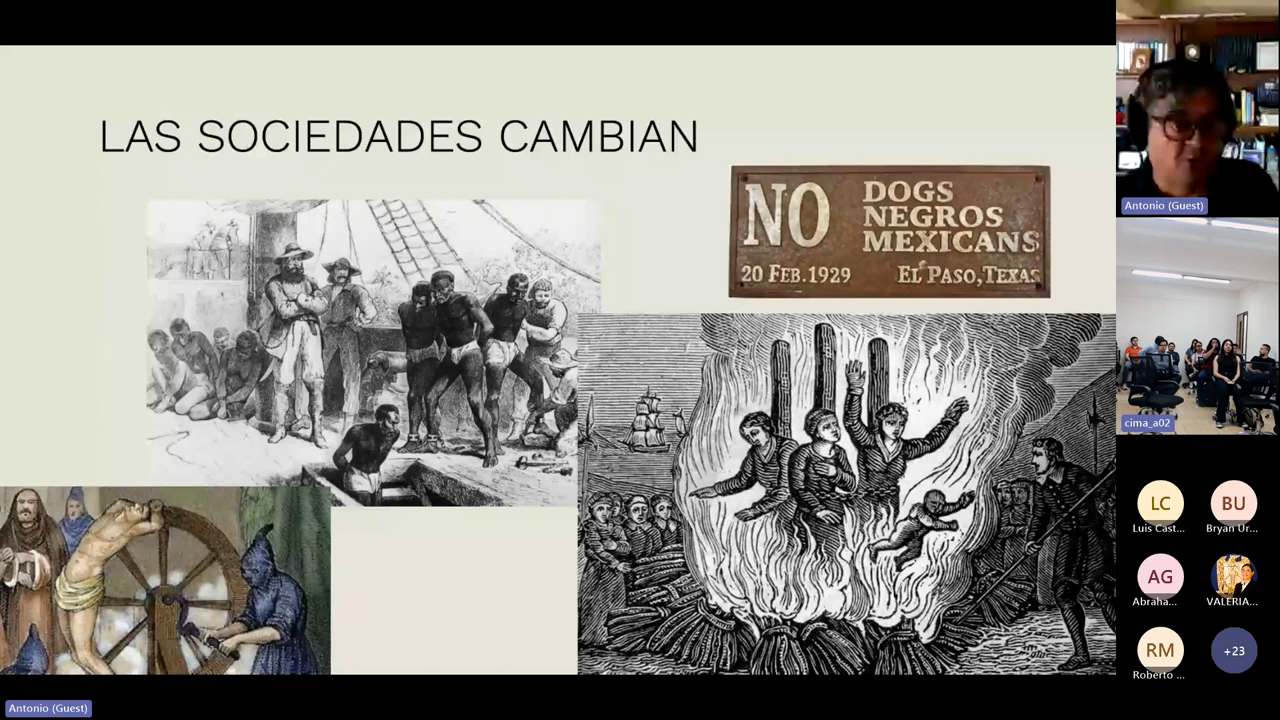 LAS SOCIEDADES CAMBIAN
NO
DOGS
NEGROS
MEXICANS
20 FEB.1929
EL PASO, TEXAS
Antonio (Guest)
cima_a02
LC
Luis Cast...
BU
Bryan Ur...
AG
Abraha...
VALERIA...
RM
Roberto ...
+23
Antonio (Guest)